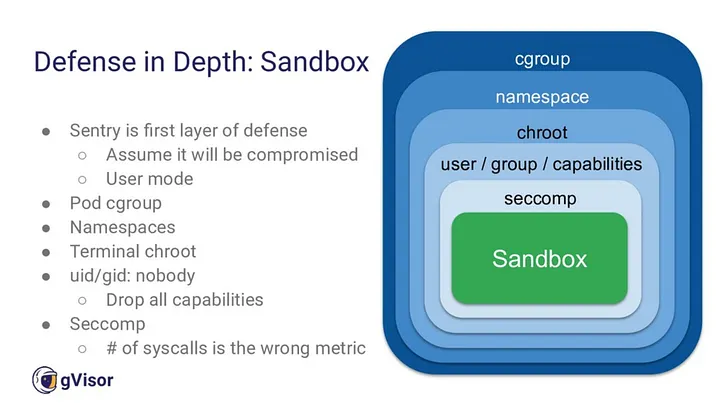 Defense in Depth: Sandbox
● Sentry is first layer of defense
○ Assume it will be compromised
○ User mode
● Pod cgroup
● Namespaces
● Terminal chroot
● uid/gid: nobody
○ Drop all capabilities
● Seccomp
○ # of syscalls is the wrong metric
gVisor
cgroup
namespace
chroot
user / group / capabilities
seccomp
Sandbox